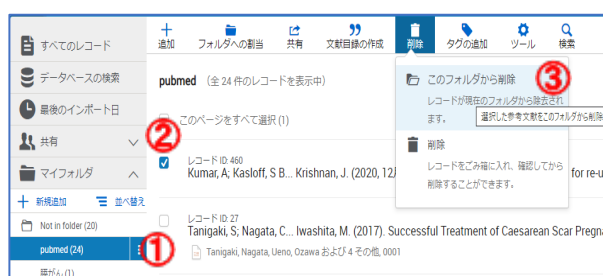 すべてのレコード
データベースの検索
最後のインポート日
共有
マイフォルダ
新規追加 並べ替え
Not in folder (20)
pubmed (24)
腸がん (1)
追加 フォルダへの割当 共有 文献目録の作成 削除 タグの追加 ツール 検索
pubmed (全 24 件のレコードを表示中)
このページをすべて選択 (1)
②
レコード ID: 460
Kumar, A; Kasloff, S B... Krishnan, J. (2020, 12/ for re-u
レコード ID: 27
Tanigaki, S; Nagata, C... Iwashita, M. (2017). Successful Treatment of Caesarean Scar Pregna
①
Tanigaki, Nagata, Ueno, Ozawa および 4 その他, 0001
このフォルダから削除 ③
レコードが現在のフォルダから除去され
ます。
選択した参考文献をこのフォルダから削除
削除
レコードをごみ箱に入れ、確認してから
削除することができます。